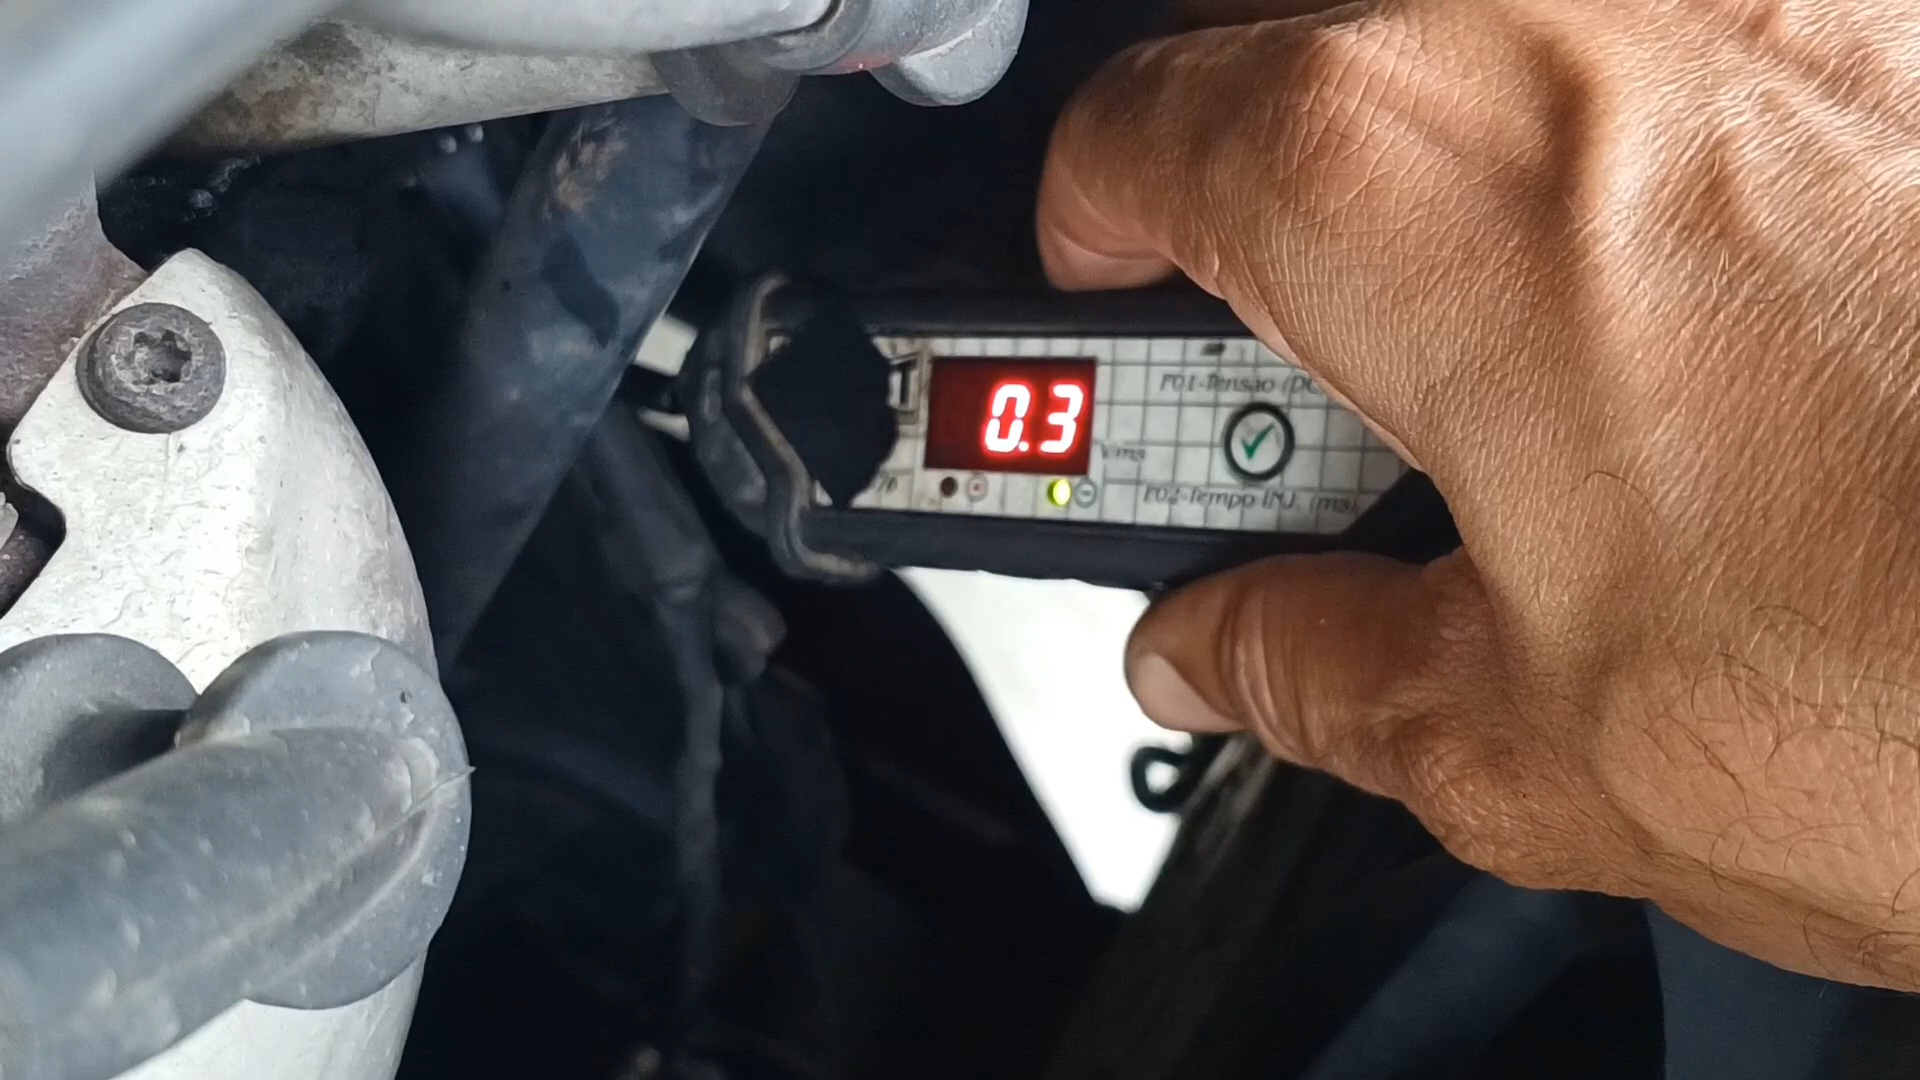 F01-Tensão (DC
0.3
V/ms
F02-Tempo INJ. (ms)